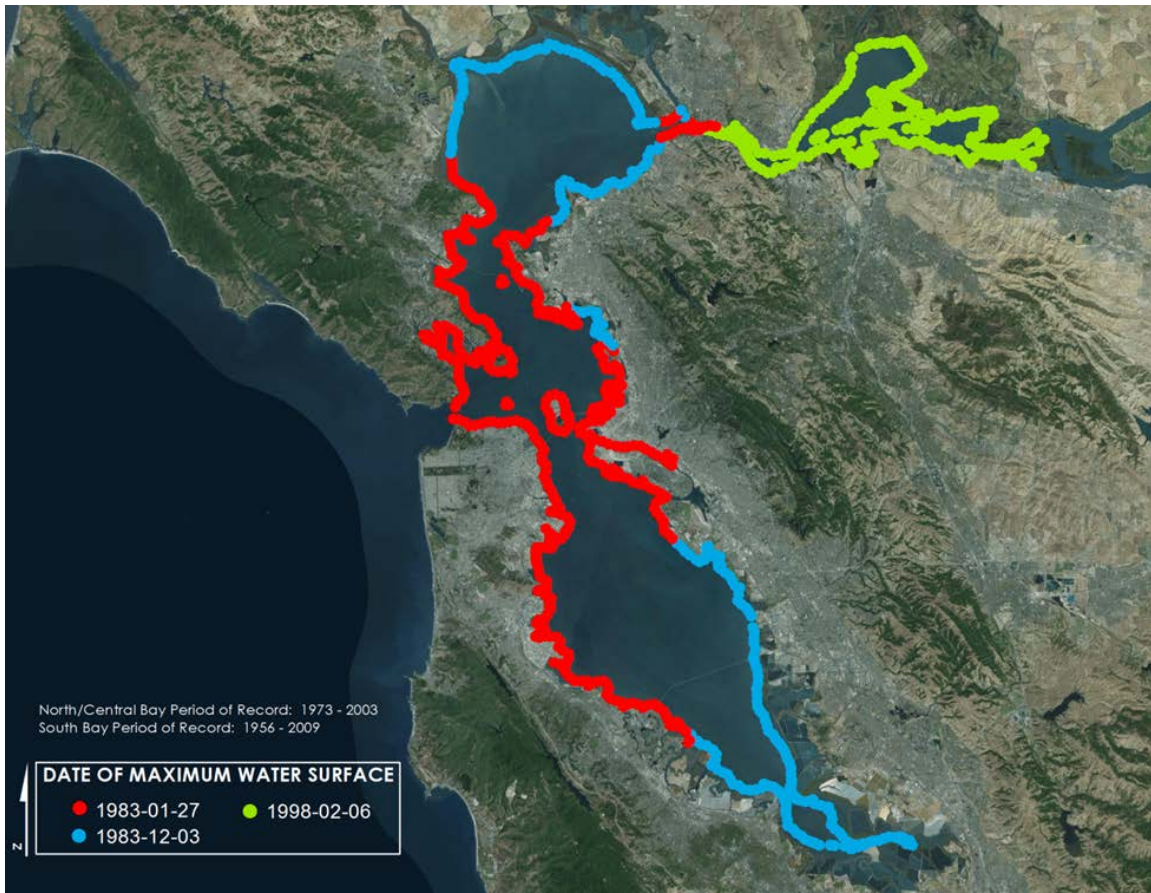 North/Central Bay Period of Record: 1973 - 2003
South Bay Period of Record: 1956 - 2009
DATE OF MAXIMUM WATER SURFACE
1983-01-27
1998-02-06
1983-12-03
N